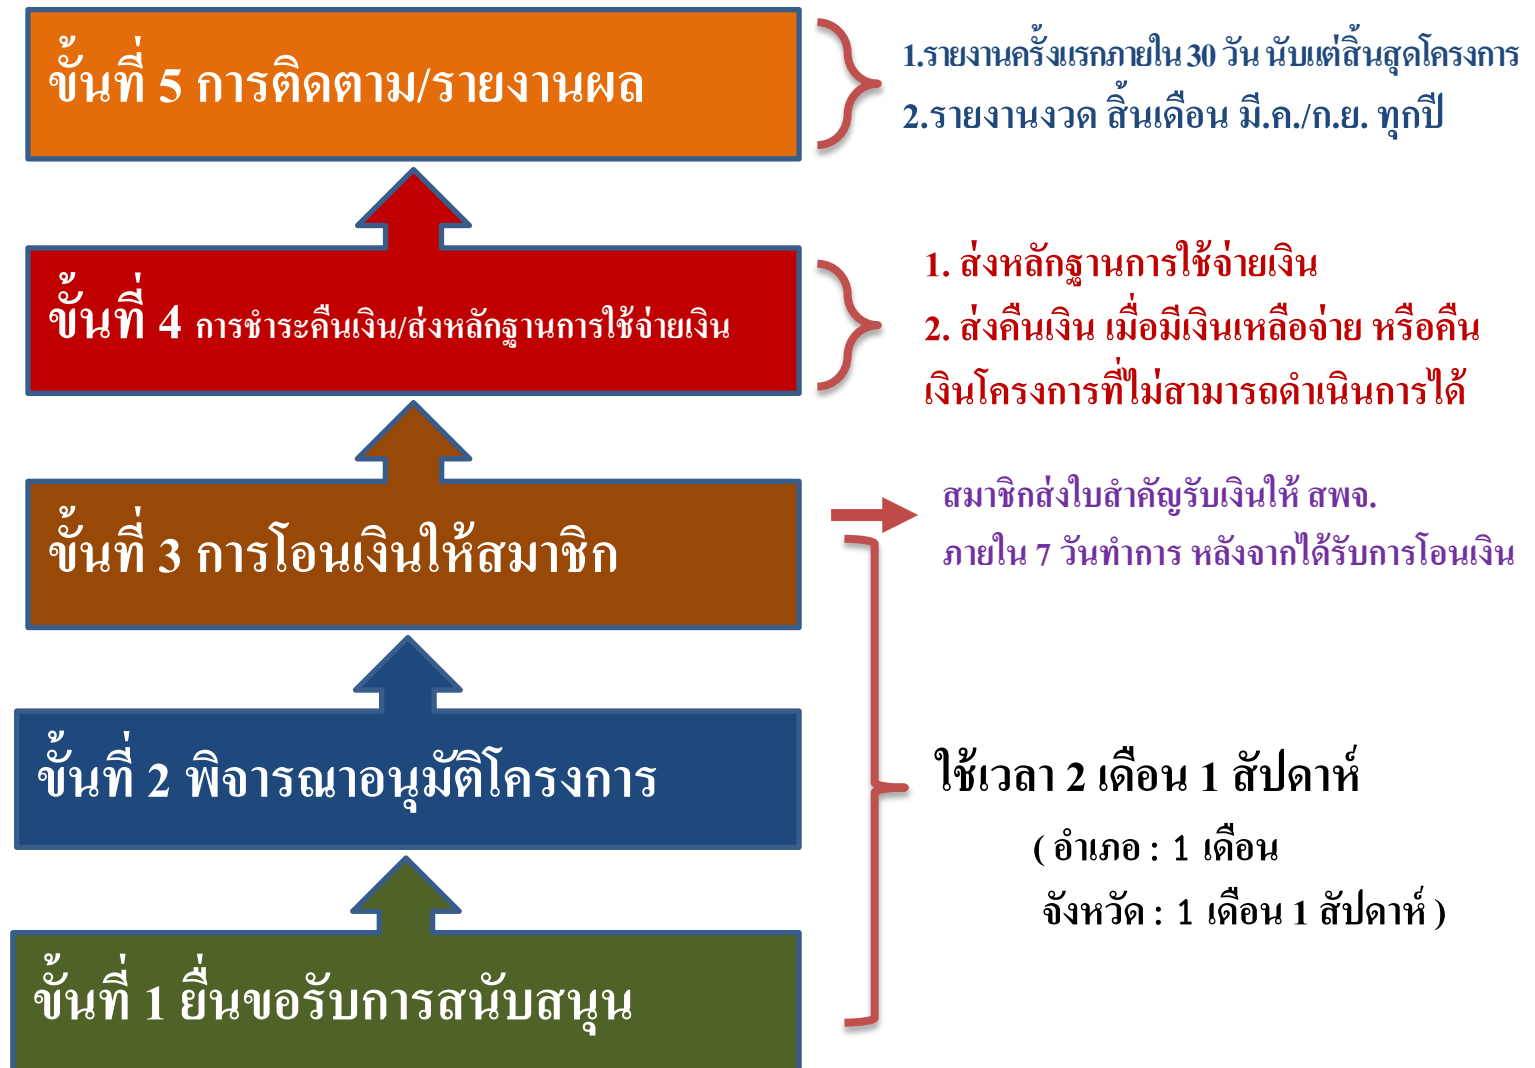 ขั้นที่ 5 การติดตาม/รายงานผล
1.รายงานครั้งแรกภายใน 30 วัน นับแต่สิ้นสุดโครงการ
2.รายงานงวด สิ้นเดือน มี.ค./ก.ย. ทุกปี
ขั้นที่ 4 การชำระคืนเงิน/ส่งหลักฐานการใช้จ่ายเงิน
1. ส่งหลักฐานการใช้จ่ายเงิน
2. ส่งคืนเงิน เมื่อมีเงินเหลือจ่าย หรือคืน
เงินโครงการที่ไม่สามารถดำเนินการได้
ขั้นที่ 3 การโอนเงินให้สมาชิก
สมาชิกส่งใบสำคัญรับเงินให้ สพจ.
ภายใน 7 วันทำการ หลังจากได้รับการโอนเงิน
ขั้นที่ 2 พิจารณาอนุมัติโครงการ
ใช้เวลา 2 เดือน 1 สัปดาห์
( อำเภอ : 1 เดือน
จังหวัด : 1 เดือน 1 สัปดาห์ )
ขั้นที่ 1 ยื่นขอรับการสนับสนุน